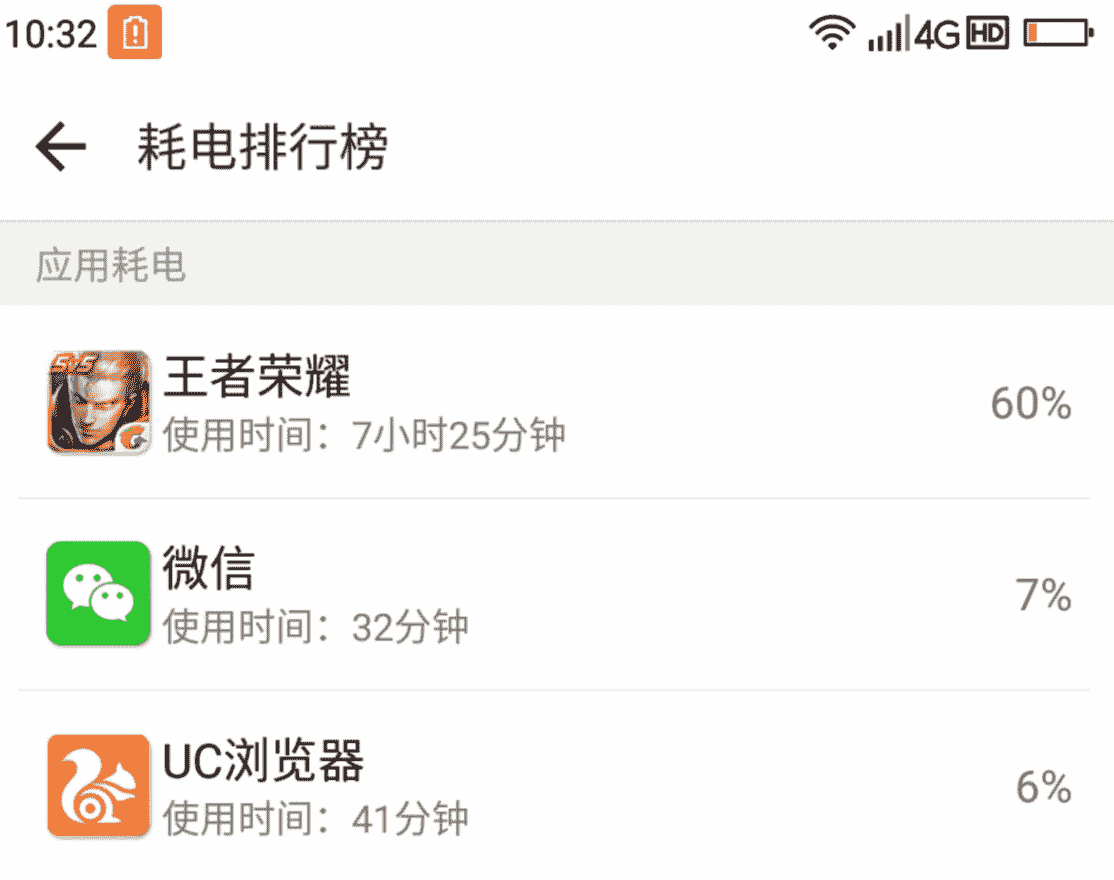 10:32
4G HD
耗电排行榜
应用耗电
5v5
王者荣耀
60%
使用时间：7小时25分钟
微信
7%
使用时间：32分钟
UC浏览器
6%
使用时间：41分钟